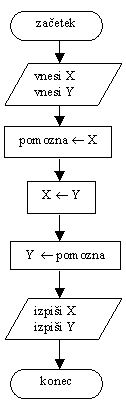 začetek
vnesi X
vnesi Y
pomozna ← X
X ← Y
Y ← pomozna
izpiši X
izpiši Y
konec